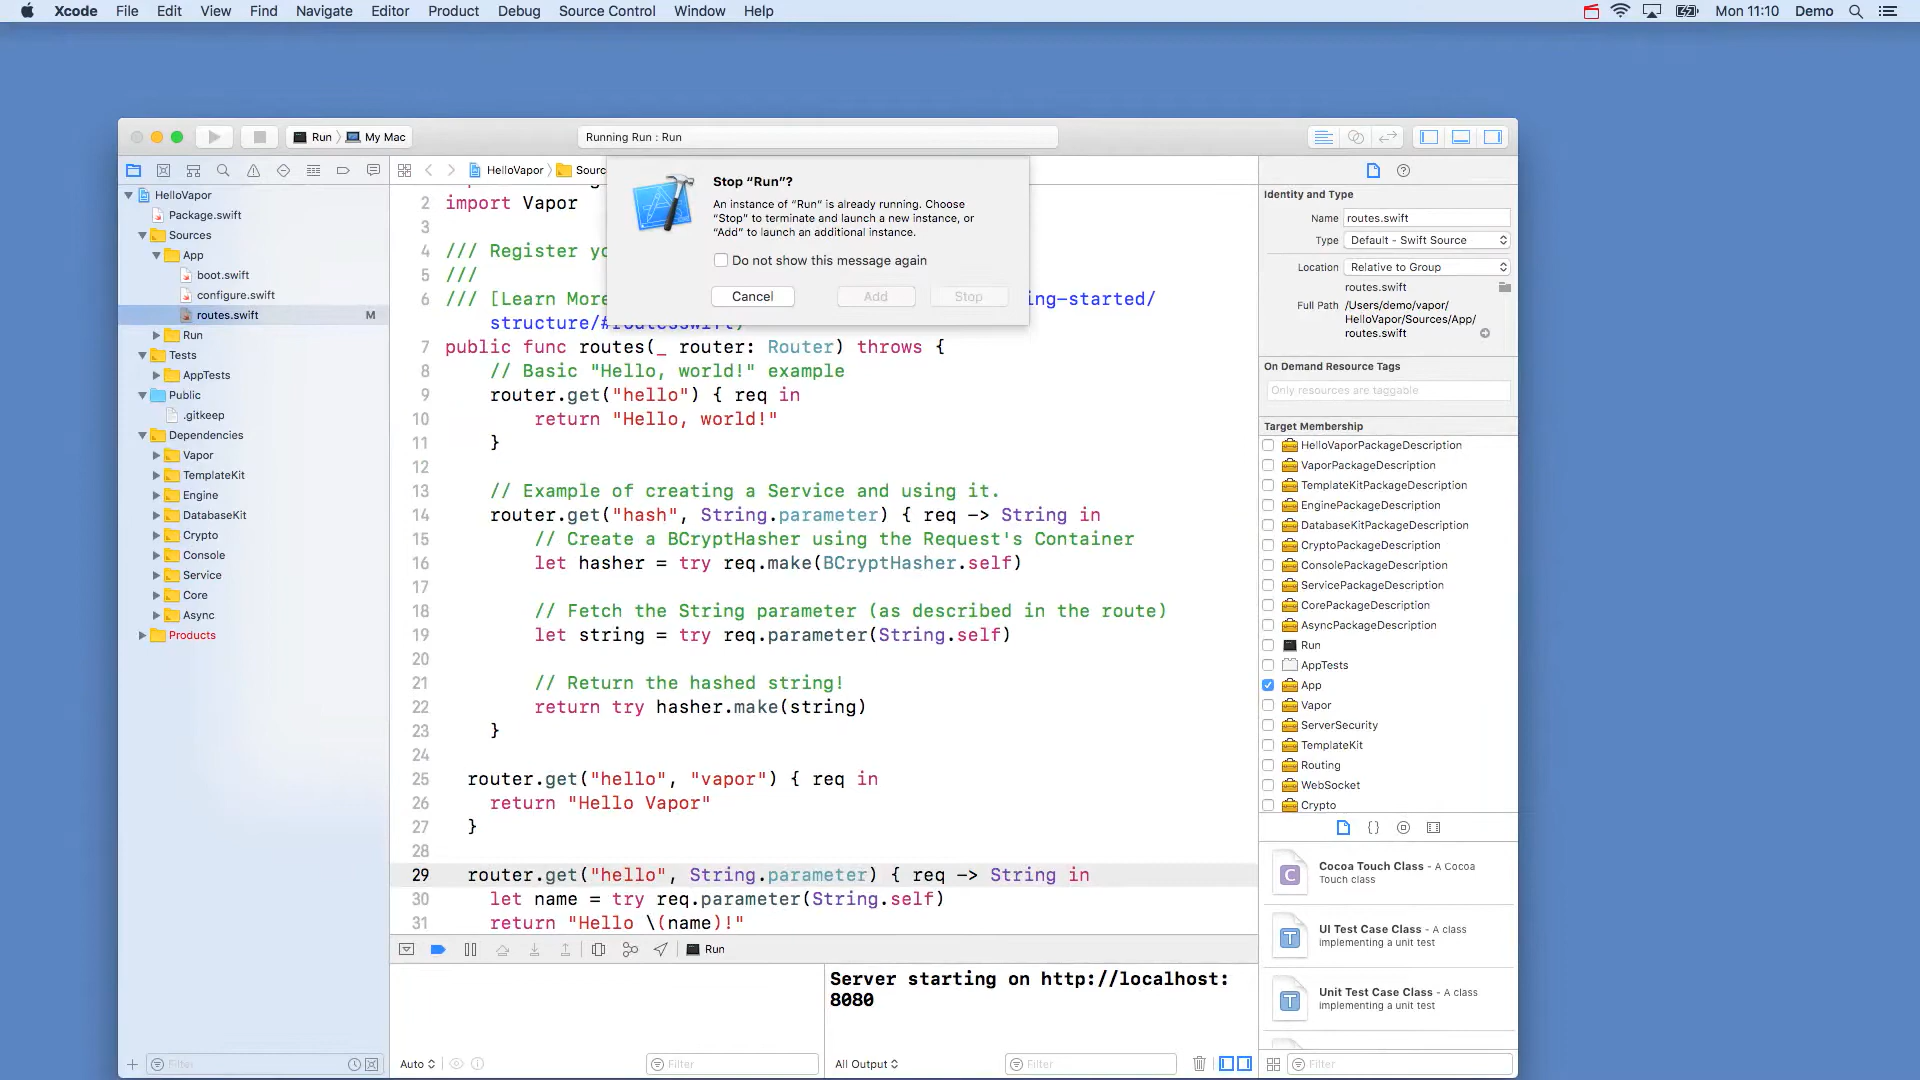 Xcode File Edit View Find Navigate Editor Product Debug Source Control Window Help
Mon 11:10 Demo
Run My Mac
Running Run : Run
HelloVapor
Package.swift
Sources
App
boot.swift
configure.swift
routes.swift M
Run
Tests
AppTests
Public
.gitkeep
Dependencies
Vapor
TemplateKit
Engine
DatabaseKit
Crypto
Console
Service
Core
Async
Products
Filter
HelloVapor
Stop “Run”?
An instance of “Run” is already running. Choose
“Stop” to terminate and launch a new instance, or
“Add” to launch an additional instance.
Do not show this message again
Cancel Add Stop
2 import Vapor
3
4 /// Register
5 ///
6 /// [Learn More ing-started/
7 public func routes(_ router: Router) throws {
8 // Basic "Hello, world!" example
9 router.get("hello") { req in
10 return "Hello, world!"
11 }
12
13 // Example of creating a Service and using it.
14 router.get("hash", String.parameter) { req -> String in
15 // Create a BCryptHasher using the Request's Container
16 let hasher = try req.make(BCryptHasher.self)
17
18 // Fetch the String parameter (as described in the route)
19 let string = try req.parameter(String.self)
20
21 // Return the hashed string!
22 return try hasher.make(string)
23 }
24
25 router.get("hello", "vapor") { req in
26 return "Hello Vapor"
27 }
28
29 router.get("hello", String.parameter) { req -> String in
30 let name = try req.parameter(String.self)
31 return "Hello \(name)!"
Run
Server starting on http://localhost:
8080
Auto Filter
All Output Filter
Identity and Type
Name routes.swift
Type Default - Swift Source
Location Relative to Group
routes.swift
Full Path /Users/demo/vapor/
HelloVapor/Sources/App/
routes.swift
On Demand Resource Tags
Only resources are taggable
Target Membership
HelloVaporPackageDescription
VaporPackageDescription
TemplateKitPackageDescription
EnginePackageDescription
DatabaseKitPackageDescription
CryptoPackageDescription
ConsolePackageDescription
ServicePackageDescription
CorePackageDescription
AsyncPackageDescription
Run
AppTests
App
Vapor
ServerSecurity
TemplateKit
Routing
WebSocket
Crypto
Cocoa Touch Class - A Cocoa
Touch class
UI Test Case Class - A class
implementing a unit test
Unit Test Case Class - A class
implementing a unit test
Filter